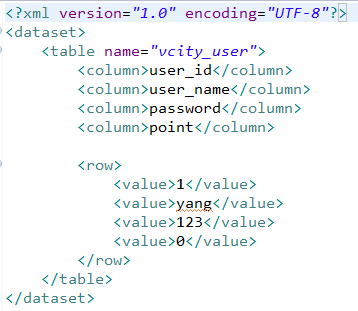 <?xml version="1.0" encoding="UTF-8"?>
<dataset>
<table name="vcity_user">
<column>user_id</column>
<column>user_name</column>
<column>password</column>
<column>point</column>
<row>
<value>1</value>
<value>yang</value>
<value>123</value>
<value>0</value>
</row>
</table>
</dataset>